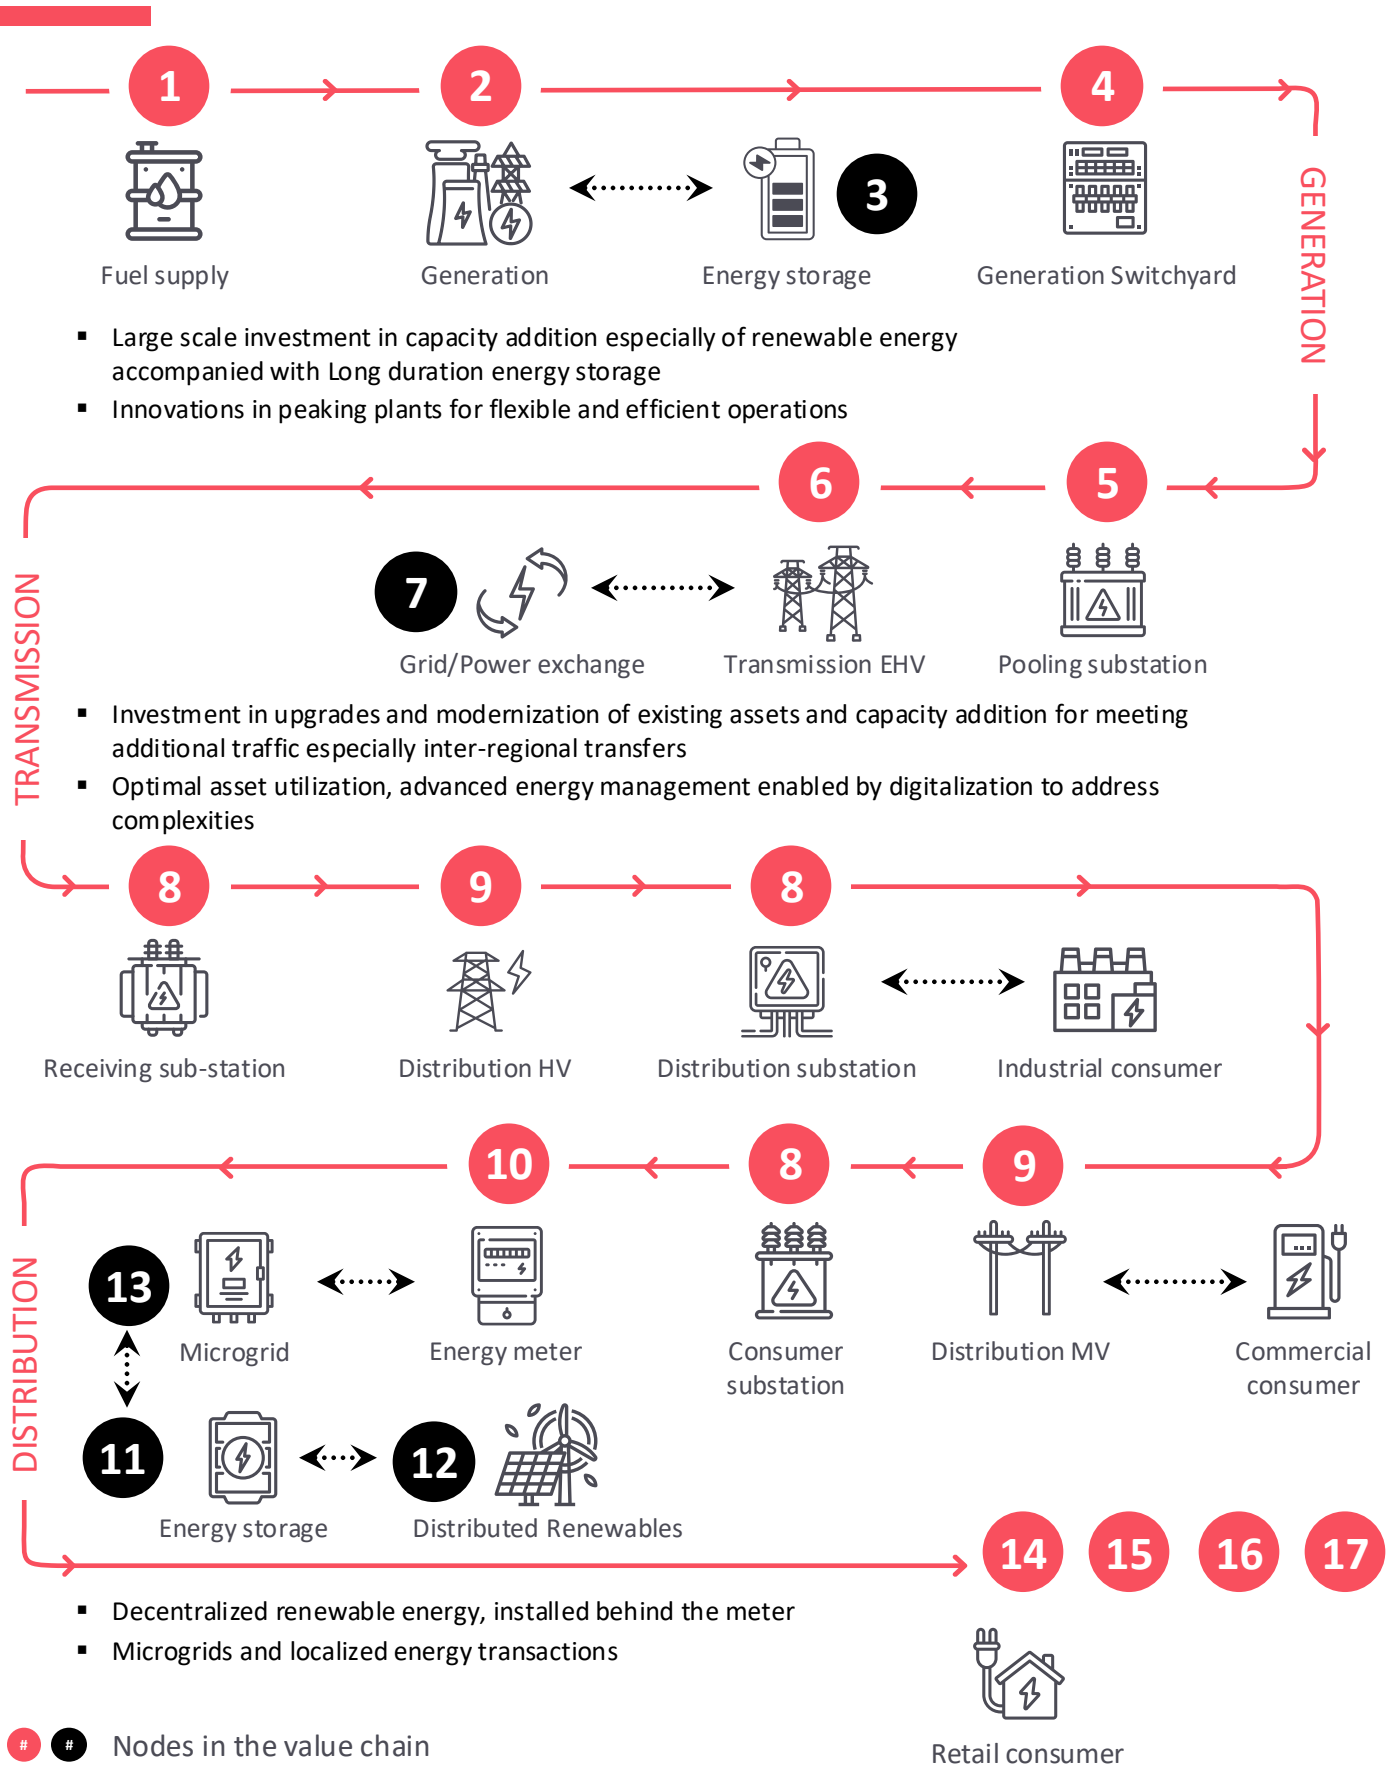 1
2
4
3
Fuel supply
Generation
Energy storage
Generation Switchyard
GENERATION
▪ Large scale investment in capacity addition especially of renewable energy
accompanied with Long duration energy storage
▪ Innovations in peaking plants for flexible and efficient operations
6
5
7
Grid/Power exchange
Transmission EHV
Pooling substation
TRANSMISSION
▪ Investment in upgrades and modernization of existing assets and capacity addition for meeting
additional traffic especially inter-regional transfers
▪ Optimal asset utilization, advanced energy management enabled by digitalization to address
complexities
8
9
8
Receiving sub-station
Distribution HV
Distribution substation
Industrial consumer
10
8
9
13
Microgrid
Energy meter
Consumer
substation
Distribution MV
Commercial
consumer
DISTRIBUTION
11
12
Energy storage
Distributed Renewables
14
15
16
17
▪ Decentralized renewable energy, installed behind the meter
▪ Microgrids and localized energy transactions
Retail consumer
# # Nodes in the value chain